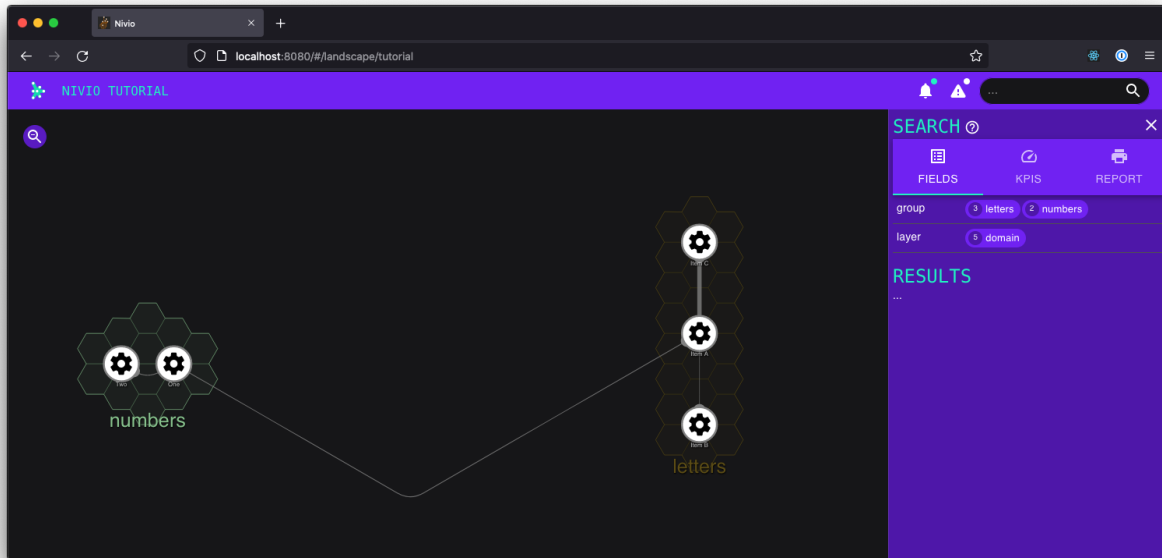 Nivio
localhost:8080/#/landscape/tutorial
NIVIO TUTORIAL
...
SEARCH
FIELDS
KPIS
REPORT
group 3 letters 2 numbers
layer 5 domain
RESULTS
...
Item C
Item A
Two
One
numbers
Item B
letters